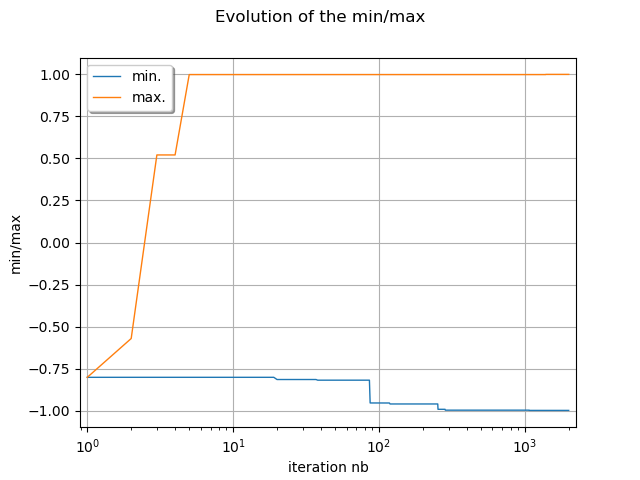 Evolution of the min/max
min.
max.
1.00
0.75
0.50
0.25
0.00
−0.25
−0.50
−0.75
−1.00
min/max
10⁰ 10¹ 10² 10³
iteration nb